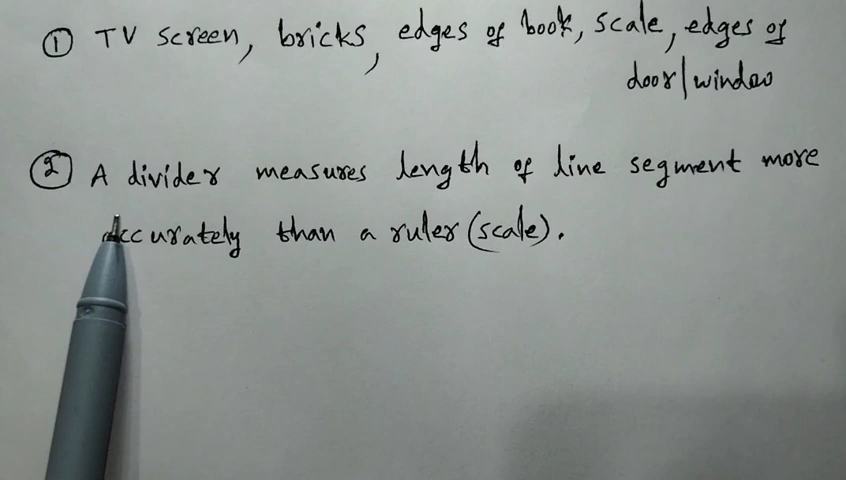 ① TV screen, bricks, edges of book, scale, edges of
door/window
② A divider measures length of line segment more
accurately than a ruler (scale).